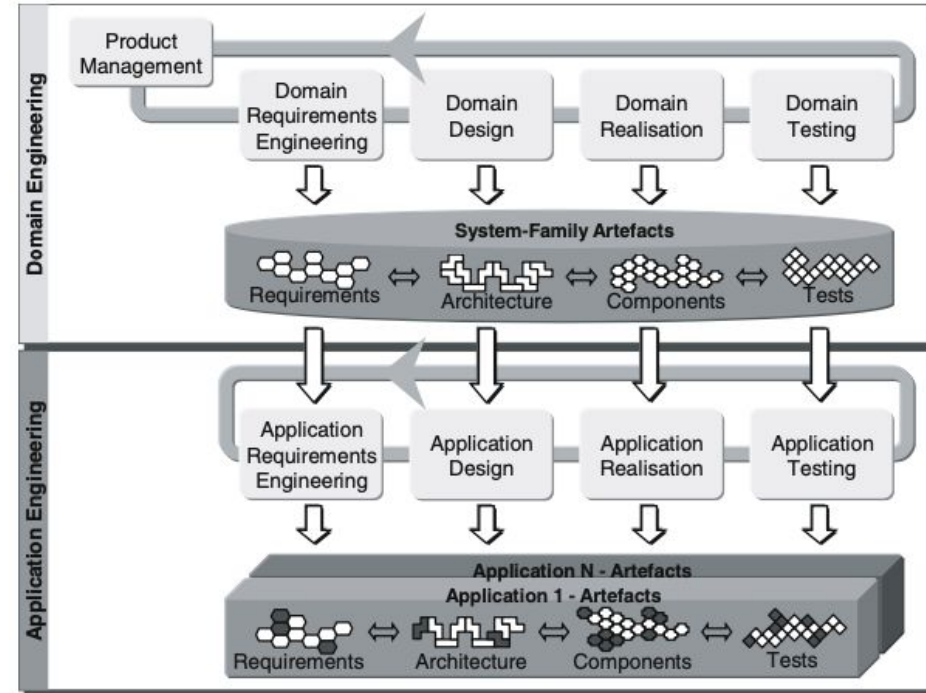 Domain Engineering
Product
Management
Domain
Requirements
Engineering
Domain
Design
Domain
Realisation
Domain
Testing
System-Family Artefacts
Requirements
Architecture
Components
Tests
Application Engineering
Application
Requirements
Engineering
Application
Design
Application
Realisation
Application
Testing
Application N - Artefacts
Application 1 - Artefacts
Requirements
Architecture
Components
Tests